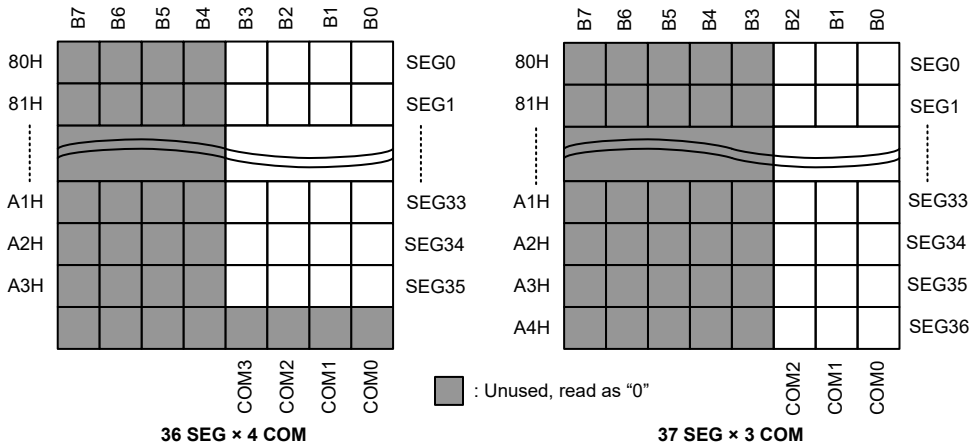 B7 B6 B5 B4 B3 B2 B1 B0
80H SEG0
81H SEG1
A1H SEG33
A2H SEG34
A3H SEG35
COM3 COM2 COM1 COM0
36 SEG × 4 COM
B7 B6 B5 B4 B3 B2 B1 B0
80H SEG0
81H SEG1
A1H SEG33
A2H SEG34
A3H SEG35
A4H SEG36
COM2 COM1 COM0
37 SEG × 3 COM
: Unused, read as “0”